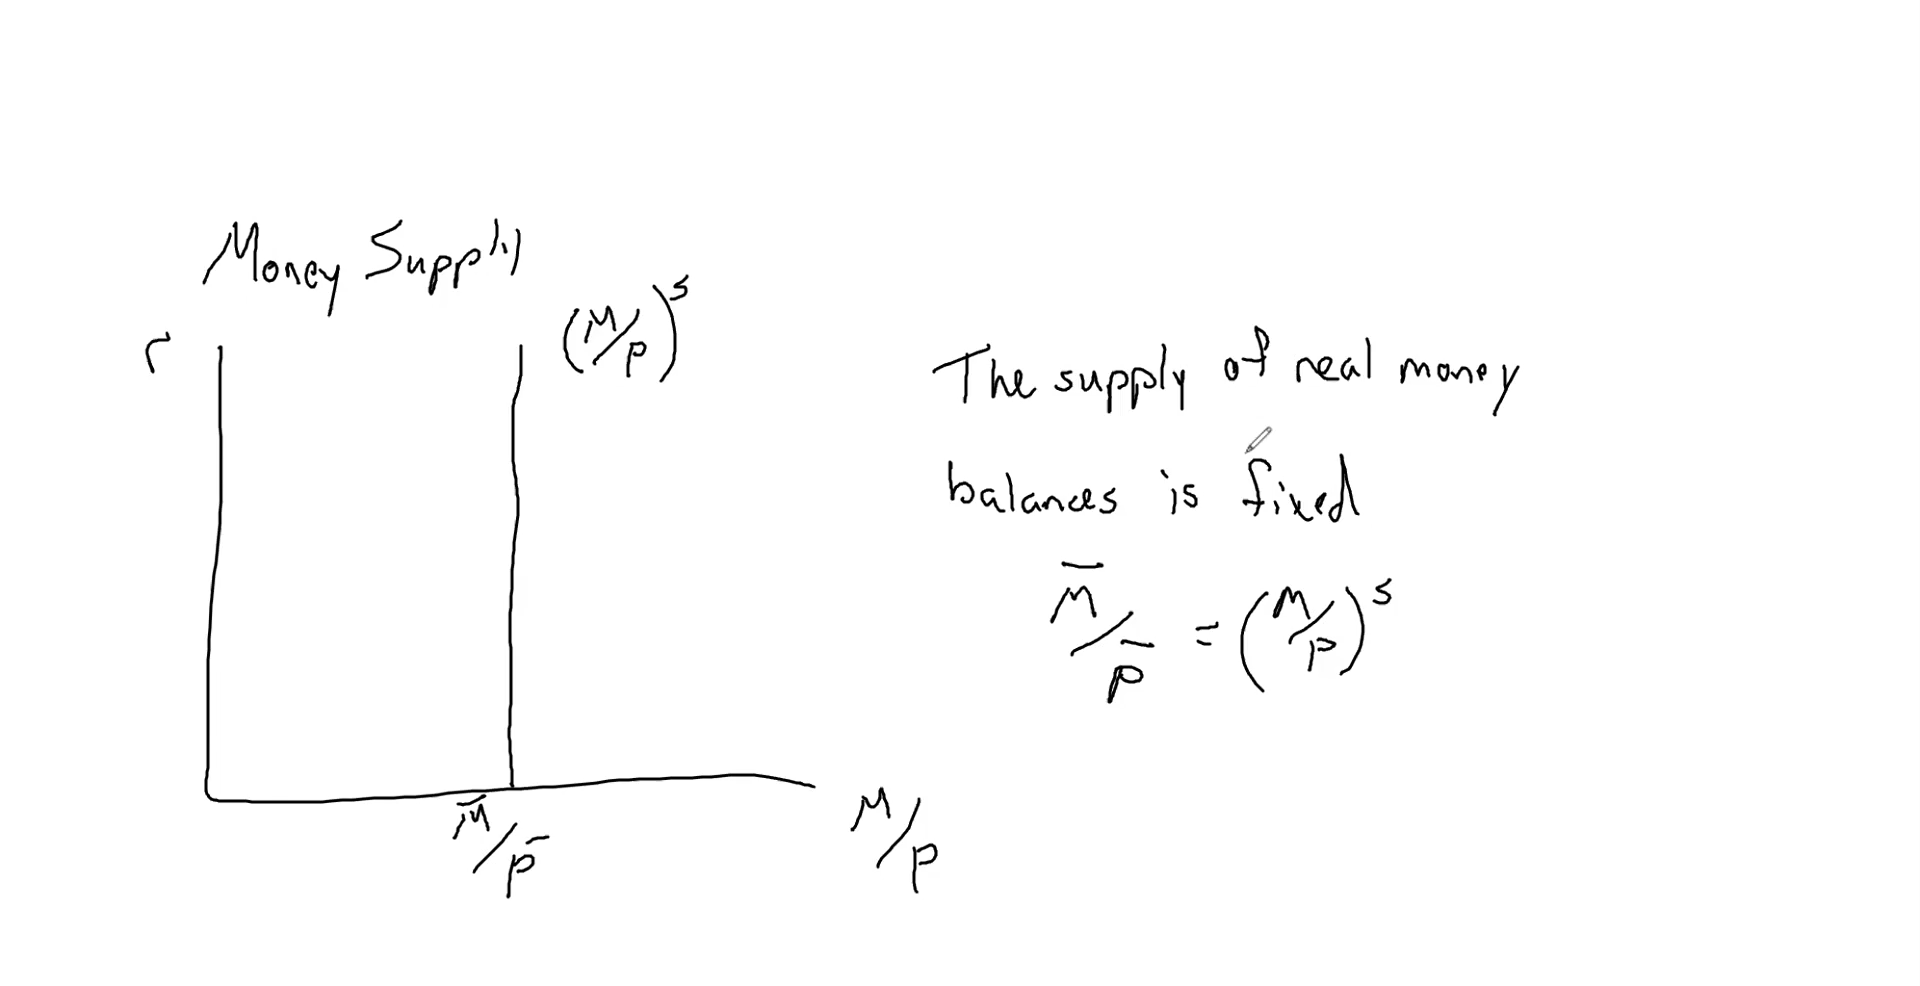 Money Supply
r
(M/P)^s
M̄/P̄
M/P
The supply of real money
balances is fixed
M̄/P̄ = (M/P)^s